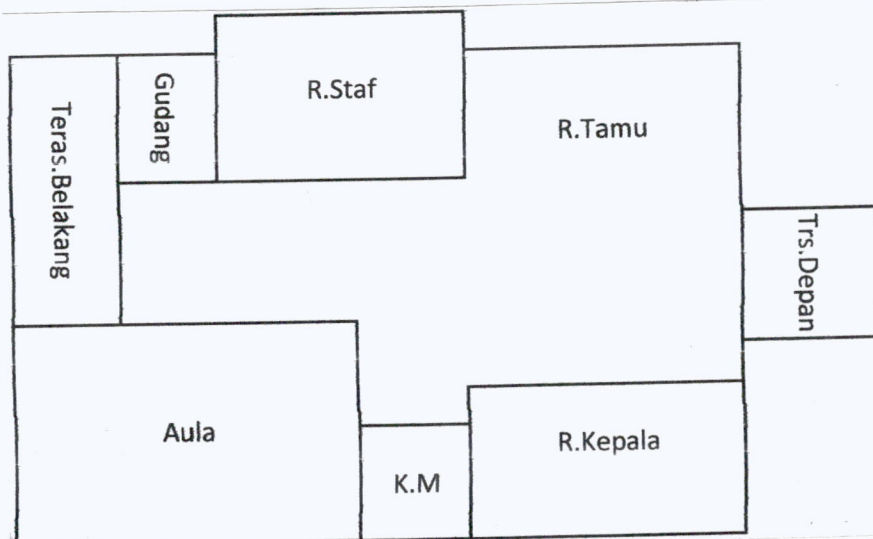 R.Staf
Gudang
R.Tamu
Teras.Belakang
Trs.Depan
Aula
R.Kepala
K.M